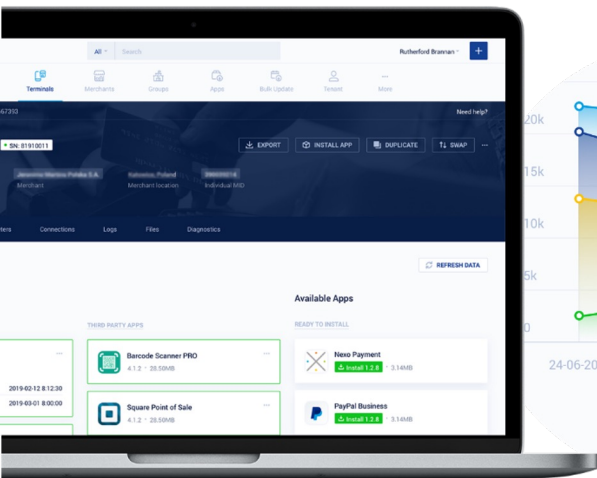 All Search Rutherford Brannan +
Terminals Merchants Groups Apps Bulk Update Tenant More
67393 Need help?
SN: 81910011 EXPORT INSTALL APP DUPLICATE SWAP
Merchant Merchant location Individual MID
ters Connections Logs Files Diagnostics
REFRESH DATA
Available Apps
THIRD PARTY APPS READY TO INSTALL
Barcode Scanner PRO Nexo Payment
4.1.2 - 28.50MB Install 1.2.8 - 3.14MB
2019-02-12 8:12:30
2019-03-01 8:00:00
Square Point of Sale PayPal Business
4.1.2 - 28.50MB Install 1.2.8 - 3.14MB
20k
15k
10k
5k
0
24-06-20